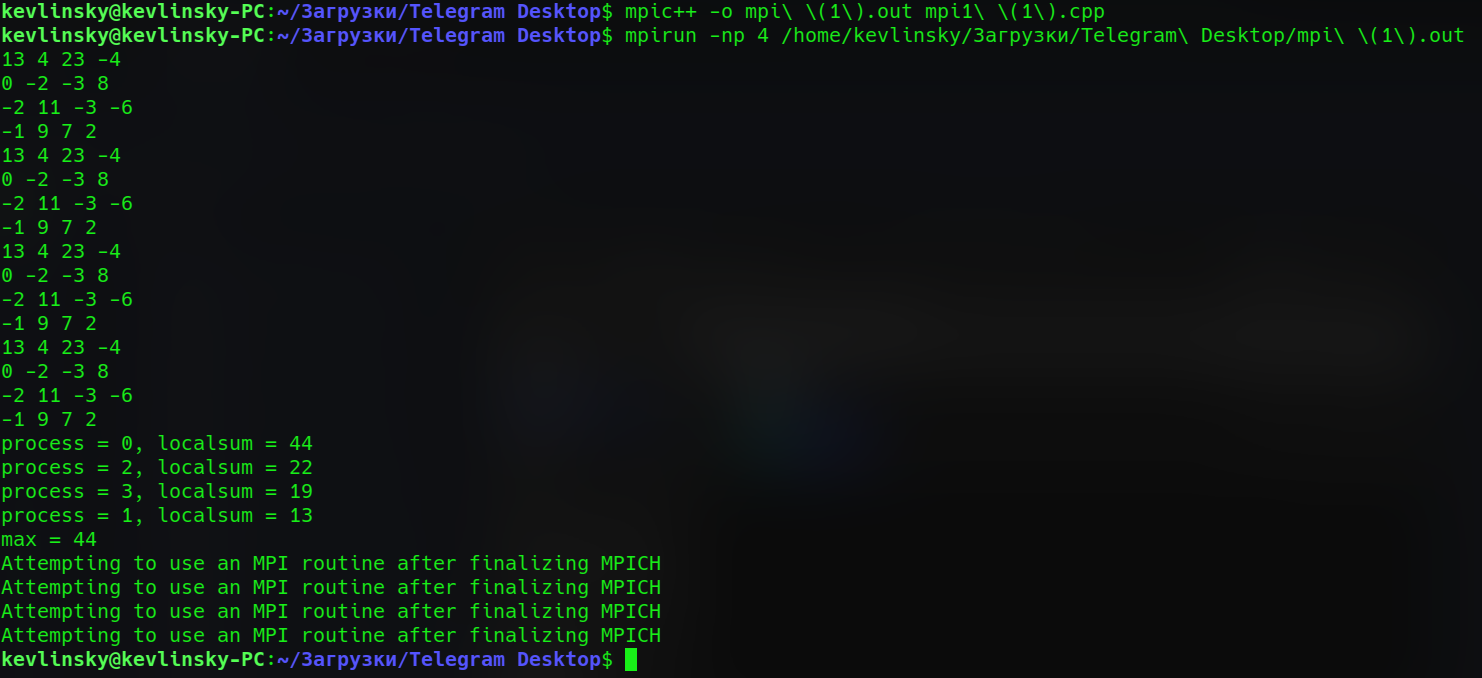 kevlinsky@kevlinsky-PC:~/Загрузки/Telegram Desktop$ mpic++ -o mpi\ \(1\).out mpi1\ \(1\).cpp
kevlinsky@kevlinsky-PC:~/Загрузки/Telegram Desktop$ mpirun -np 4 /home/kevlinsky/Загрузки/Telegram\ Desktop/mpi\ \(1\).out
13 4 23 -4
0 -2 -3 8
-2 11 -3 -6
-1 9 7 2
13 4 23 -4
0 -2 -3 8
-2 11 -3 -6
-1 9 7 2
13 4 23 -4
0 -2 -3 8
-2 11 -3 -6
-1 9 7 2
13 4 23 -4
0 -2 -3 8
-2 11 -3 -6
-1 9 7 2
process = 0, localsum = 44
process = 2, localsum = 22
process = 3, localsum = 19
process = 1, localsum = 13
max = 44
Attempting to use an MPI routine after finalizing MPICH
Attempting to use an MPI routine after finalizing MPICH
Attempting to use an MPI routine after finalizing MPICH
Attempting to use an MPI routine after finalizing MPICH
kevlinsky@kevlinsky-PC:~/Загрузки/Telegram Desktop$